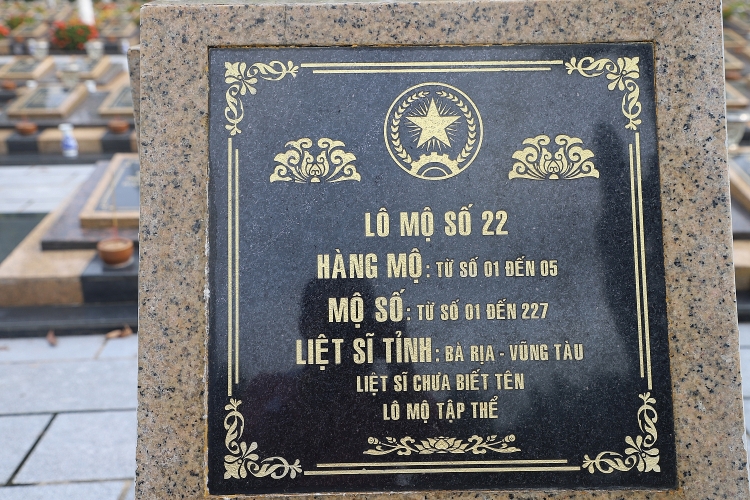 LÔ MỘ SỐ 22
HÀNG MỘ: TỪ SỐ 01 ĐẾN 05
MỘ SỐ: TỪ SỐ 01 ĐẾN 227
LIỆT SĨ TỈNH: BÀ RỊA - VŨNG TÀU
LIỆT SĨ CHƯA BIẾT TÊN
LÔ MỘ TẬP THỂ